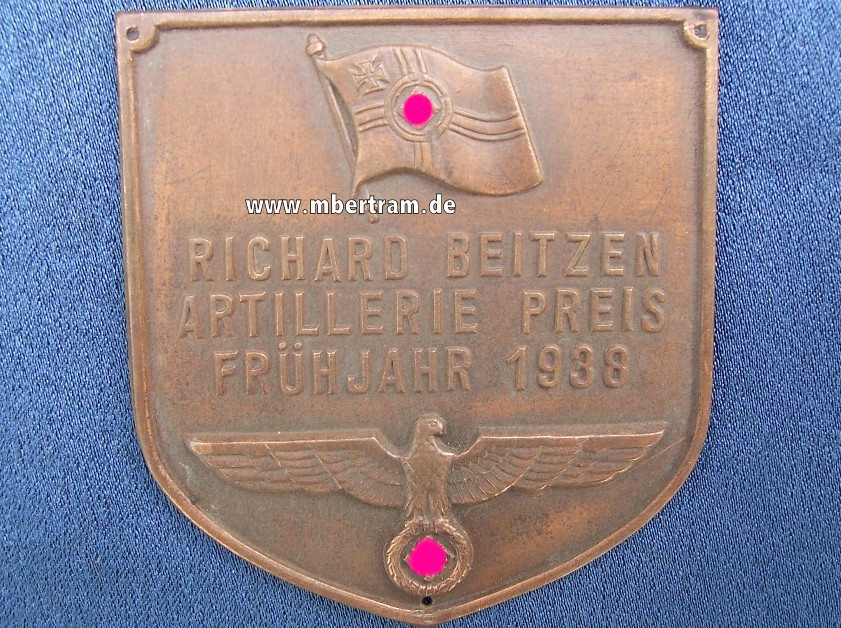 www.mbertram.de
RICHARD BEITZEN
ARTILLERIE PREIS
FRÜHJAHR 1938